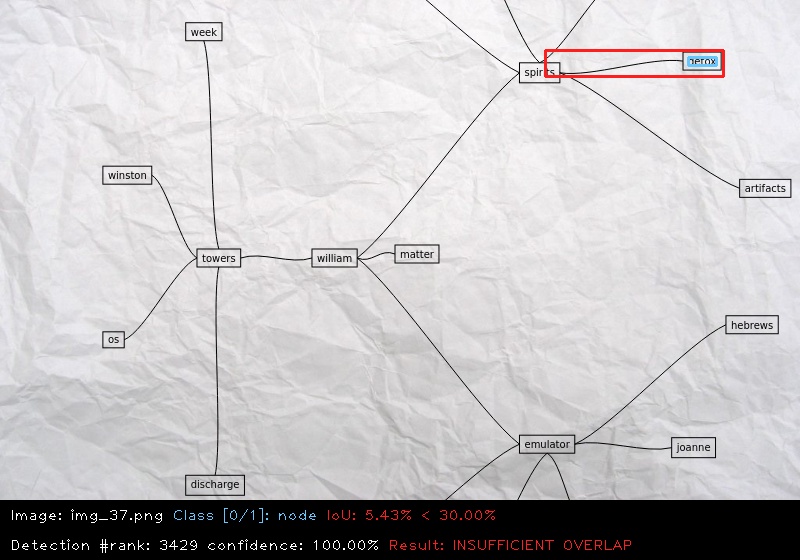 week
spirits
detox
winston
artifacts
towers
william
matter
os
hebrews
emulator
joanne
discharge
Image: img_37.png Class [0/1]: node IoU: 5.43% < 30.00%
Detection #rank: 3429 confidence: 100.00% Result: INSUFFICIENT OVERLAP